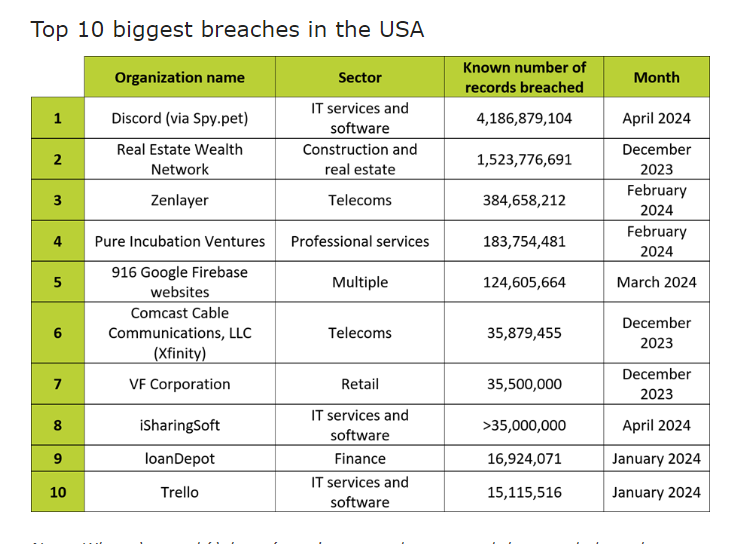 Top 10 biggest breaches in the USA
Organization name Sector Known number of records breached Month
1 Discord (via Spy.pet) IT services and software 4,186,879,104 April 2024
2 Real Estate Wealth Network Construction and real estate 1,523,776,691 December 2023
3 Zenlayer Telecoms 384,658,212 February 2024
4 Pure Incubation Ventures Professional services 183,754,481 February 2024
5 916 Google Firebase websites Multiple 124,605,664 March 2024
6 Comcast Cable Communications, LLC (Xfinity) Telecoms 35,879,455 December 2023
7 VF Corporation Retail 35,500,000 December 2023
8 iSharingSoft IT services and software >35,000,000 April 2024
9 loanDepot Finance 16,924,071 January 2024
10 Trello IT services and software 15,115,516 January 2024